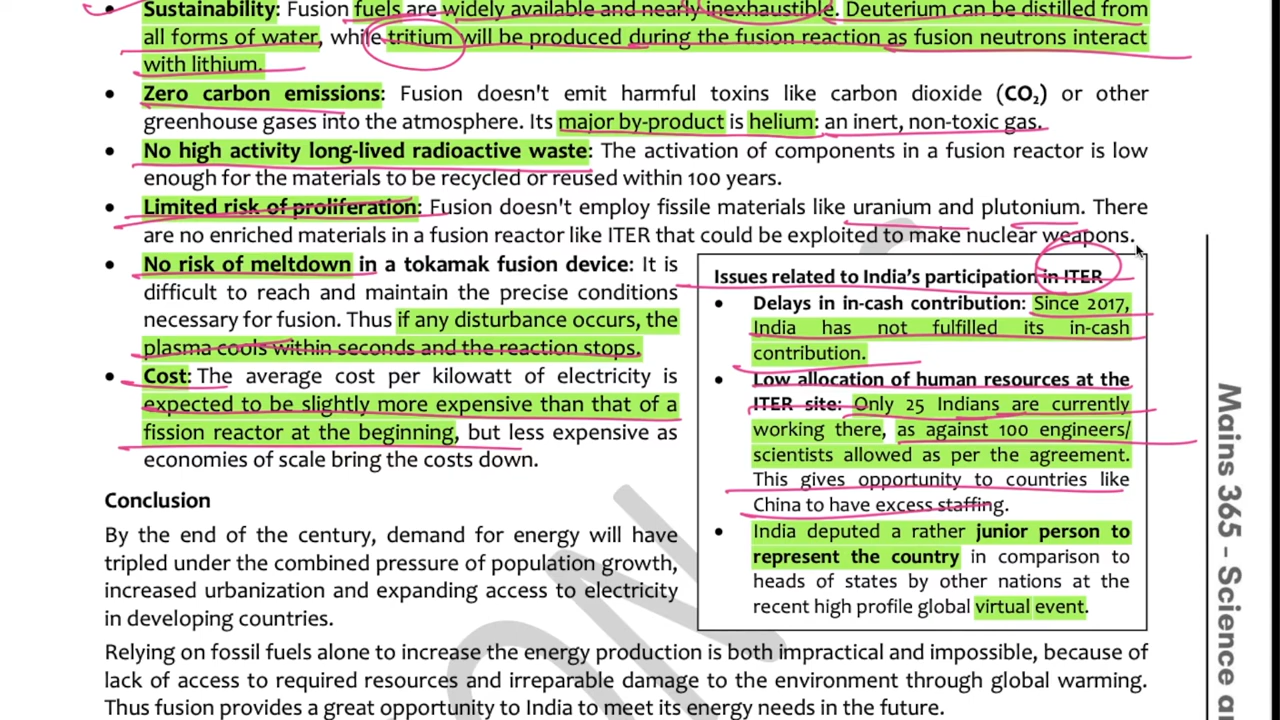 • Sustainability: Fusion fuels are widely available and nearly inexhaustible. Deuterium can be distilled from
all forms of water, while tritium will be produced during the fusion reaction as fusion neutrons interact
with lithium.
• Zero carbon emissions: Fusion doesn't emit harmful toxins like carbon dioxide (CO₂) or other
greenhouse gases into the atmosphere. Its major by-product is helium: an inert, non-toxic gas.
• No high activity long-lived radioactive waste: The activation of components in a fusion reactor is low
enough for the materials to be recycled or reused within 100 years.
• Limited risk of proliferation: Fusion doesn't employ fissile materials like uranium and plutonium. There
are no enriched materials in a fusion reactor like ITER that could be exploited to make nuclear weapons.
• No risk of meltdown in a tokamak fusion device: It is
difficult to reach and maintain the precise conditions
necessary for fusion. Thus if any disturbance occurs, the
plasma cools within seconds and the reaction stops.
• Cost: The average cost per kilowatt of electricity is
expected to be slightly more expensive than that of a
fission reactor at the beginning, but less expensive as
economies of scale bring the costs down.
Conclusion
By the end of the century, demand for energy will have
tripled under the combined pressure of population growth,
increased urbanization and expanding access to electricity
in developing countries.
Issues related to India's participation in ITER
• Delays in in-cash contribution: Since 2017,
India has not fulfilled its in-cash
contribution.
• Low allocation of human resources at the
ITER site: Only 25 Indians are currently
working there, as against 100 engineers/
scientists allowed as per the agreement.
This gives opportunity to countries like
China to have excess staffing.
• India deputed a rather junior person to
represent the country in comparison to
heads of states by other nations at the
recent high profile global virtual event.
Relying on fossil fuels alone to increase the energy production is both impractical and impossible, because of
lack of access to required resources and irreparable damage to the environment through global warming.
Thus fusion provides a great opportunity to India to meet its energy needs in the future.
Mains 365 - Science a